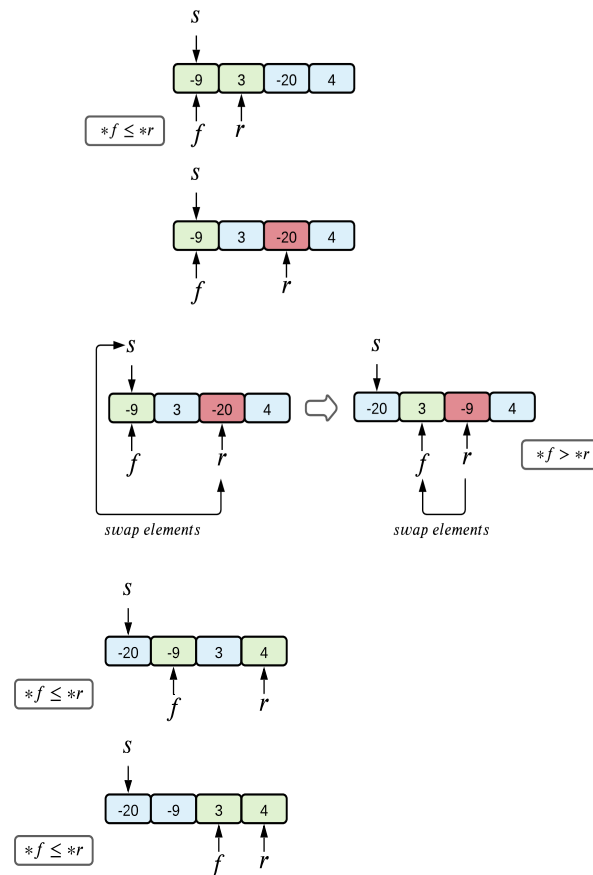 s
-9 3 -20 4
*f ≤ *r
f r
s
-9 3 -20 4
f r
s
-9 3 -20 4
f r
swap elements
s
-20 3 -9 4
f r
*f > *r
swap elements
s
-20 -9 3 4
*f ≤ *r
f r
s
-20 -9 3 4
*f ≤ *r
f r